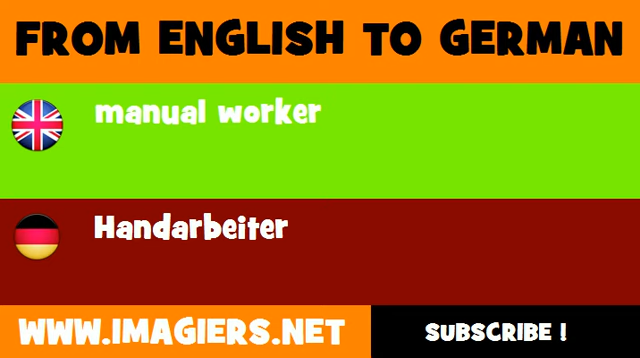 FROM ENGLISH TO GERMAN
manual worker
Handarbeiter
WWW.IMAGIERS.NET
SUBSCRIBE !